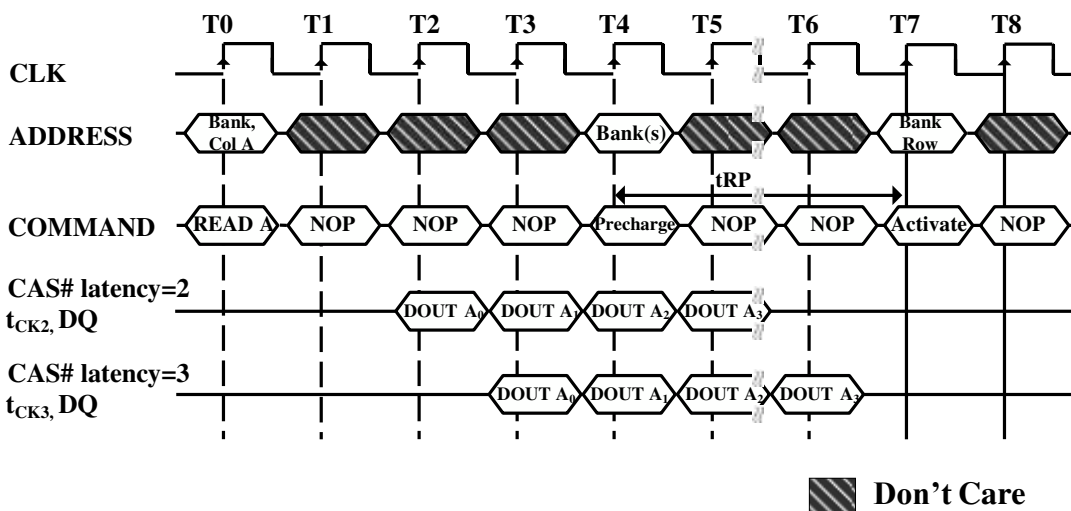 T0 T1 T2 T3 T4 T5 T6 T7 T8
CLK
ADDRESS
Bank,
Col A
Bank(s)
Bank
Row
tRP
COMMAND
READ A NOP NOP NOP Precharge NOP NOP Activate NOP
CAS# latency=2
tCK2, DQ
DOUT A0 DOUT A1 DOUT A2 DOUT A3
CAS# latency=3
tCK3, DQ
DOUT A0 DOUT A1 DOUT A2 DOUT A3
Don't Care